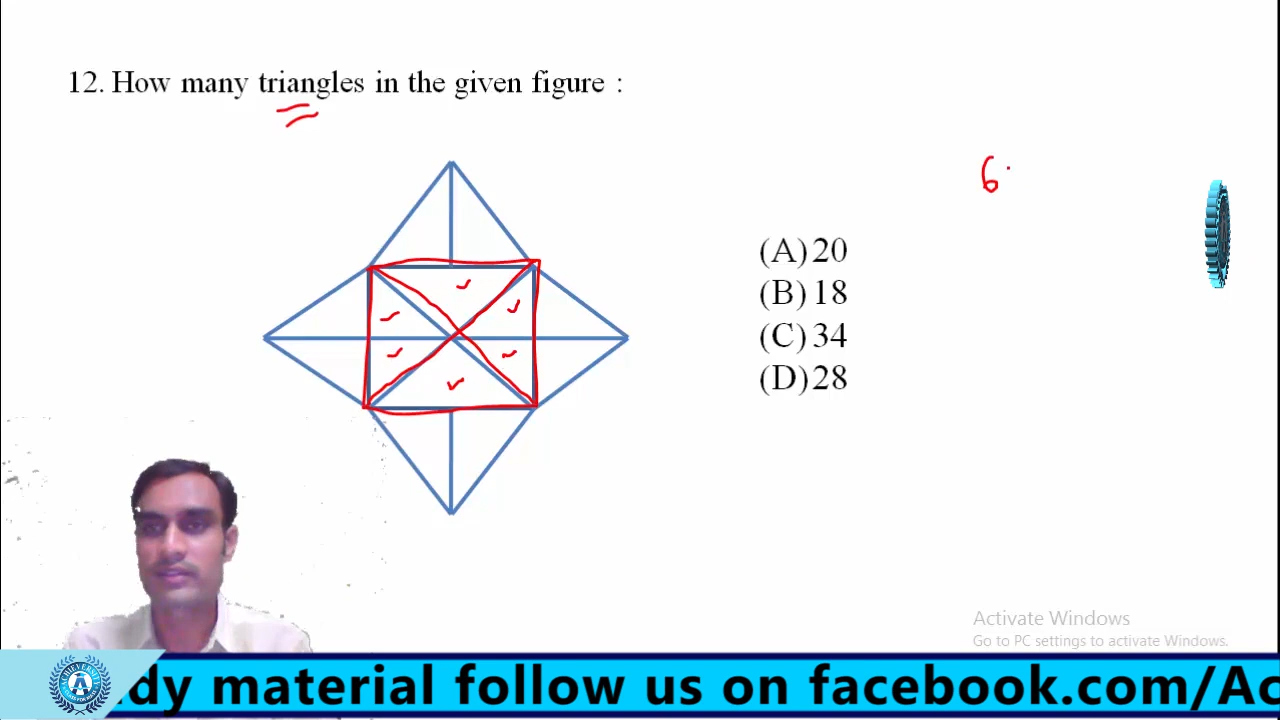 12. How many triangles in the given figure :
6
(A) 20
(B) 18
(C) 34
(D) 28
Activate Windows
Go to PC settings to activate Windows.
dy material follow us on facebook.com/Ac
A